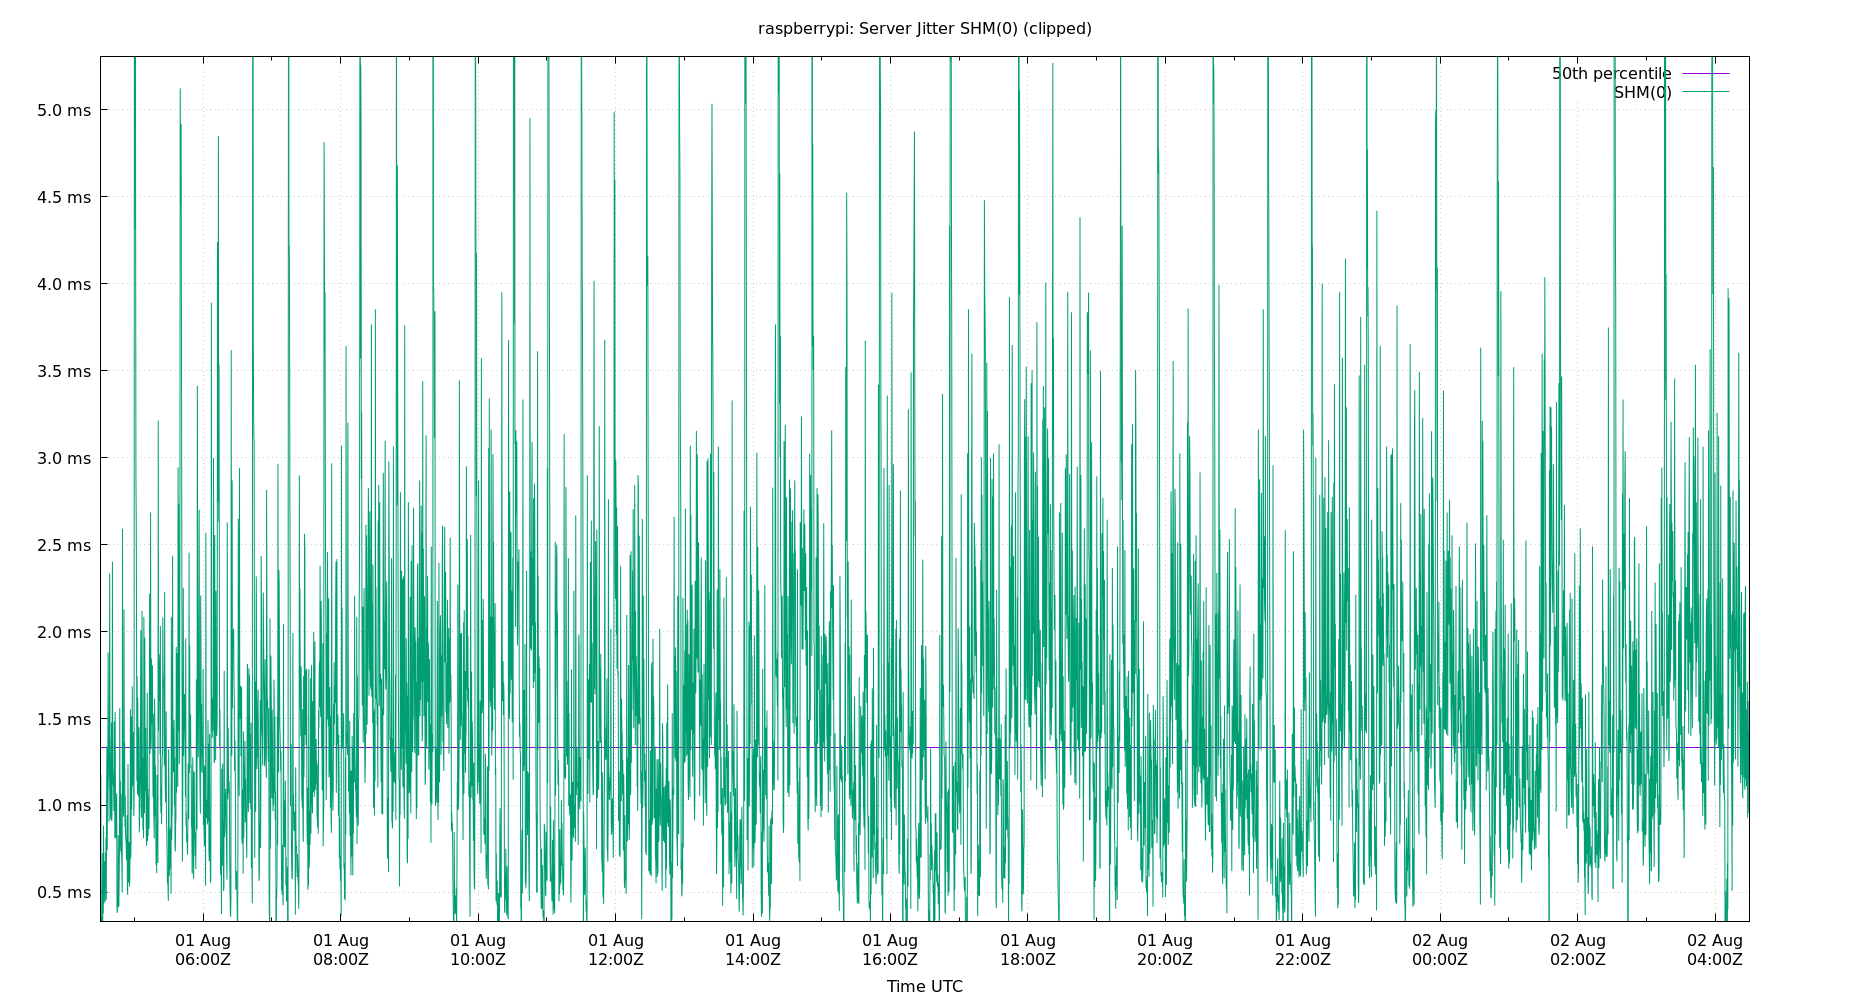 raspberrypi: Server Jitter SHM(0) (clipped)
50th percentile
SHM(0)
5.0 ms
4.5 ms
4.0 ms
3.5 ms
3.0 ms
2.5 ms
2.0 ms
1.5 ms
1.0 ms
0.5 ms
01 Aug 01 Aug 01 Aug 01 Aug 01 Aug 01 Aug 01 Aug 01 Aug 01 Aug 02 Aug 02 Aug 02 Aug
06:00Z 08:00Z 10:00Z 12:00Z 14:00Z 16:00Z 18:00Z 20:00Z 22:00Z 00:00Z 02:00Z 04:00Z
Time UTC